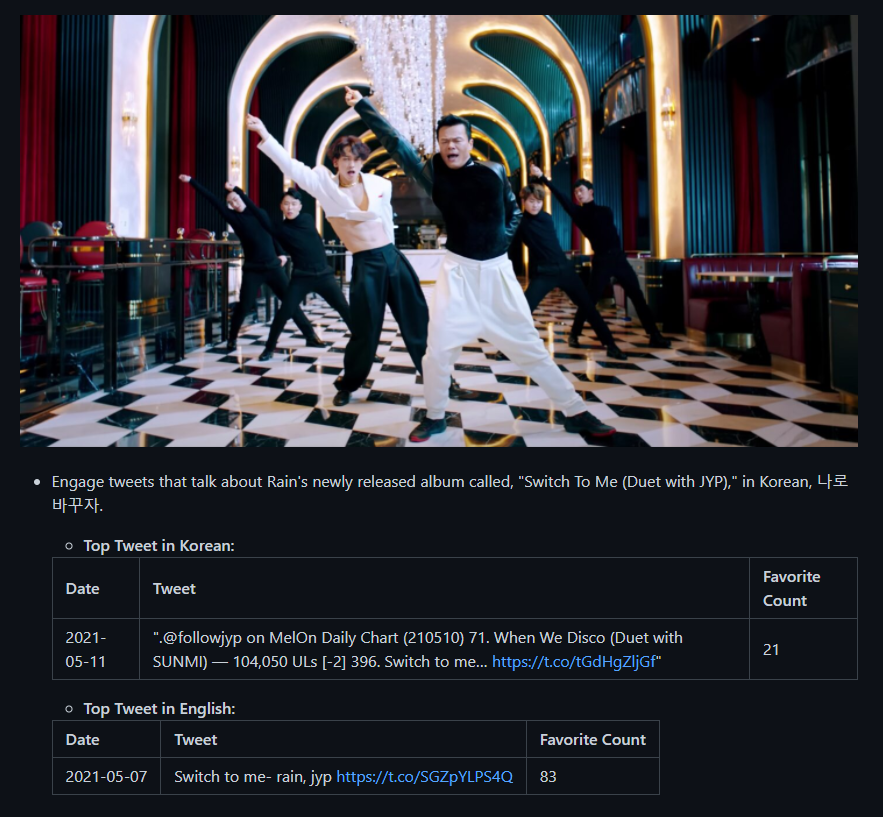 Engage tweets that talk about Rain's newly released album called, "Switch To Me (Duet with JYP)," in Korean, 나로
바꾸자.
Top Tweet in Korean:
Date
Tweet
Favorite
Count
2021-
05-11
".@followjyp on MelOn Daily Chart (210510) 71. When We Disco (Duet with
SUNMI) — 104,050 ULs [-2] 396. Switch to me... https://t.co/tGdHgZljGf"
21
Top Tweet in English:
Date
Tweet
Favorite Count
2021-05-07
Switch to me- rain, jyp https://t.co/SGZpYLPS4Q
83